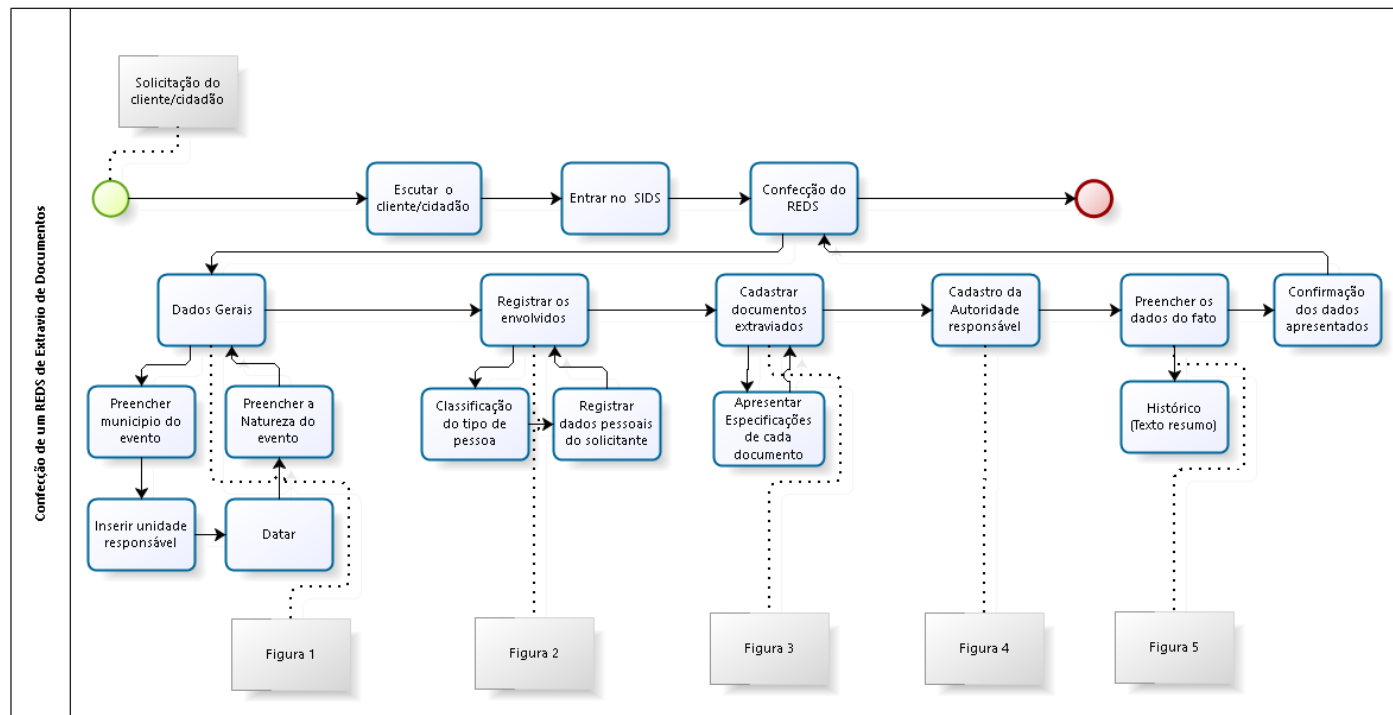 Confecção de um REDS de Extravio de Documentos
Solicitação do
cliente/cidadão
Escutar o
cliente/cidadão
Entrar no SIDS
Confecção do
REDS
Dados Gerais
Registrar os
envolvidos
Cadastrar
documentos
extraviados
Cadastro da
Autoridade
responsável
Preencher os
dados do fato
Confirmação
dos dados
apresentados
Preencher
municipio do
evento
Preencher a
Natureza do
evento
Classificação
do tipo de
pessoa
Registrar
dados pessoais
do solicitante
Apresentar
Especificações
de cada
documento
Histórico
(Texto resumo)
Inserir unidade
responsável
Datar
Figura 1
Figura 2
Figura 3
Figura 4
Figura 5